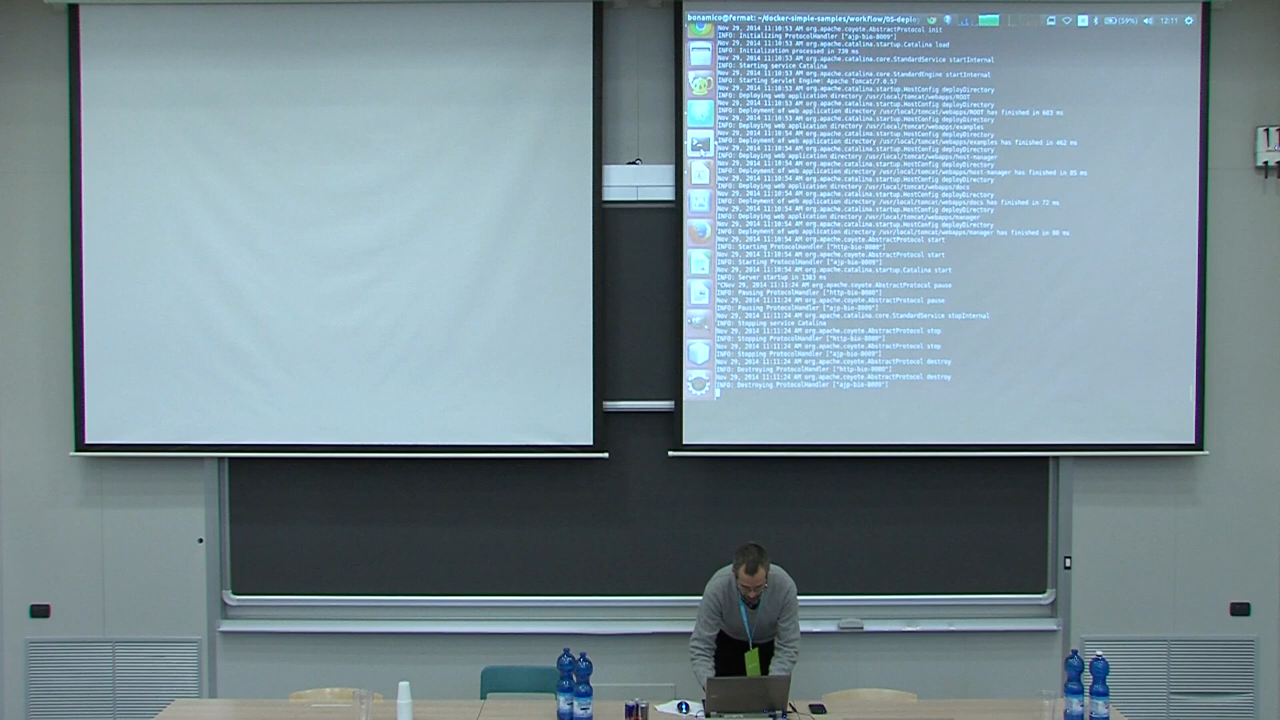 bonamico@fermat: ~/docker-simple-samples/workflow/DS-deplo
(59%) 12:11
Nov 29, 2014 11:10:53 AM org.apache.coyote.AbstractProtocol init
INFO: Initializing ProtocolHandler ["ajp-bio-8009"]
Nov 29, 2014 11:10:53 AM org.apache.catalina.startup.Catalina load
INFO: Initialization processed in 739 ms
Nov 29, 2014 11:10:53 AM org.apache.catalina.core.StandardService startInternal
INFO: Starting service Catalina
Nov 29, 2014 11:10:53 AM org.apache.catalina.core.StandardEngine startInternal
INFO: Starting Servlet Engine: Apache Tomcat/7.0.57
Nov 29, 2014 11:10:53 AM org.apache.catalina.startup.HostConfig deployDirectory
INFO: Deploying web application directory /usr/local/tomcat/webapps/ROOT
Nov 29, 2014 11:10:53 AM org.apache.catalina.startup.HostConfig deployDirectory
INFO: Deployment of web application directory /usr/local/tomcat/webapps/ROOT has finished in 603 ms
Nov 29, 2014 11:10:53 AM org.apache.catalina.startup.HostConfig deployDirectory
INFO: Deploying web application directory /usr/local/tomcat/webapps/examples
Nov 29, 2014 11:10:54 AM org.apache.catalina.startup.HostConfig deployDirectory
INFO: Deployment of web application directory /usr/local/tomcat/webapps/examples has finished in 462 ms
Nov 29, 2014 11:10:54 AM org.apache.catalina.startup.HostConfig deployDirectory
INFO: Deploying web application directory /usr/local/tomcat/webapps/host-manager
Nov 29, 2014 11:10:54 AM org.apache.catalina.startup.HostConfig deployDirectory
INFO: Deployment of web application directory /usr/local/tomcat/webapps/host-manager has finished in 85 ms
Nov 29, 2014 11:10:54 AM org.apache.catalina.startup.HostConfig deployDirectory
INFO: Deploying web application directory /usr/local/tomcat/webapps/docs
Nov 29, 2014 11:10:54 AM org.apache.catalina.startup.HostConfig deployDirectory
INFO: Deployment of web application directory /usr/local/tomcat/webapps/docs has finished in 72 ms
Nov 29, 2014 11:10:54 AM org.apache.catalina.startup.HostConfig deployDirectory
INFO: Deploying web application directory /usr/local/tomcat/webapps/manager
Nov 29, 2014 11:10:54 AM org.apache.catalina.startup.HostConfig deployDirectory
INFO: Deployment of web application directory /usr/local/tomcat/webapps/manager has finished in 80 ms
Nov 29, 2014 11:10:54 AM org.apache.coyote.AbstractProtocol start
INFO: Starting ProtocolHandler ["http-bio-8080"]
Nov 29, 2014 11:10:54 AM org.apache.coyote.AbstractProtocol start
INFO: Starting ProtocolHandler ["ajp-bio-8009"]
Nov 29, 2014 11:10:54 AM org.apache.catalina.startup.Catalina start
INFO: Server startup in 1383 ms
^CNov 29, 2014 11:11:24 AM org.apache.coyote.AbstractProtocol pause
INFO: Pausing ProtocolHandler ["http-bio-8080"]
Nov 29, 2014 11:11:24 AM org.apache.coyote.AbstractProtocol pause
INFO: Pausing ProtocolHandler ["ajp-bio-8009"]
Nov 29, 2014 11:11:24 AM org.apache.catalina.core.StandardService stopInternal
INFO: Stopping service Catalina
Nov 29, 2014 11:11:24 AM org.apache.coyote.AbstractProtocol stop
INFO: Stopping ProtocolHandler ["http-bio-8080"]
Nov 29, 2014 11:11:24 AM org.apache.coyote.AbstractProtocol stop
INFO: Stopping ProtocolHandler ["ajp-bio-8009"]
Nov 29, 2014 11:11:24 AM org.apache.coyote.AbstractProtocol destroy
INFO: Destroying ProtocolHandler ["http-bio-8080"]
Nov 29, 2014 11:11:24 AM org.apache.coyote.AbstractProtocol destroy
INFO: Destroying ProtocolHandler ["ajp-bio-8009"]